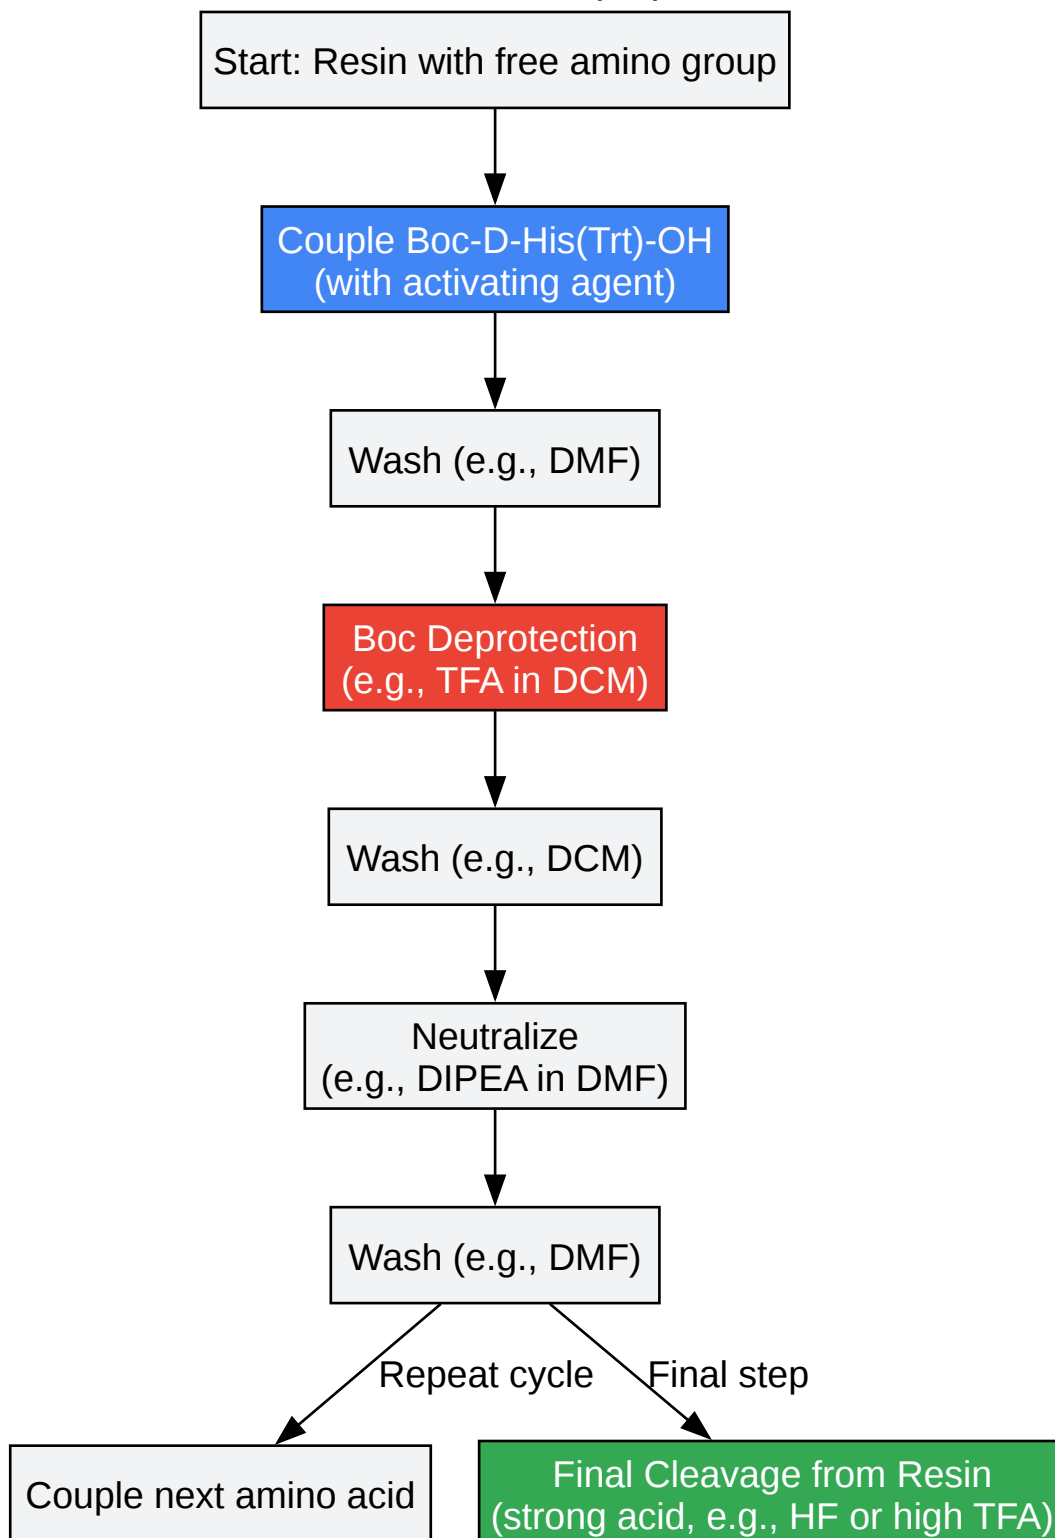 Start: Resin with free amino group
Couple Boc-D-His(Trt)-OH
(with activating agent)
Wash (e.g., DMF)
Boc Deprotection
(e.g., TFA in DCM)
Wash (e.g., DCM)
Neutralize
(e.g., DIPEA in DMF)
Wash (e.g., DMF)
Repeat cycle
Final step
Couple next amino acid
Final Cleavage from Resin
(strong acid, e.g., HF or high TFA)